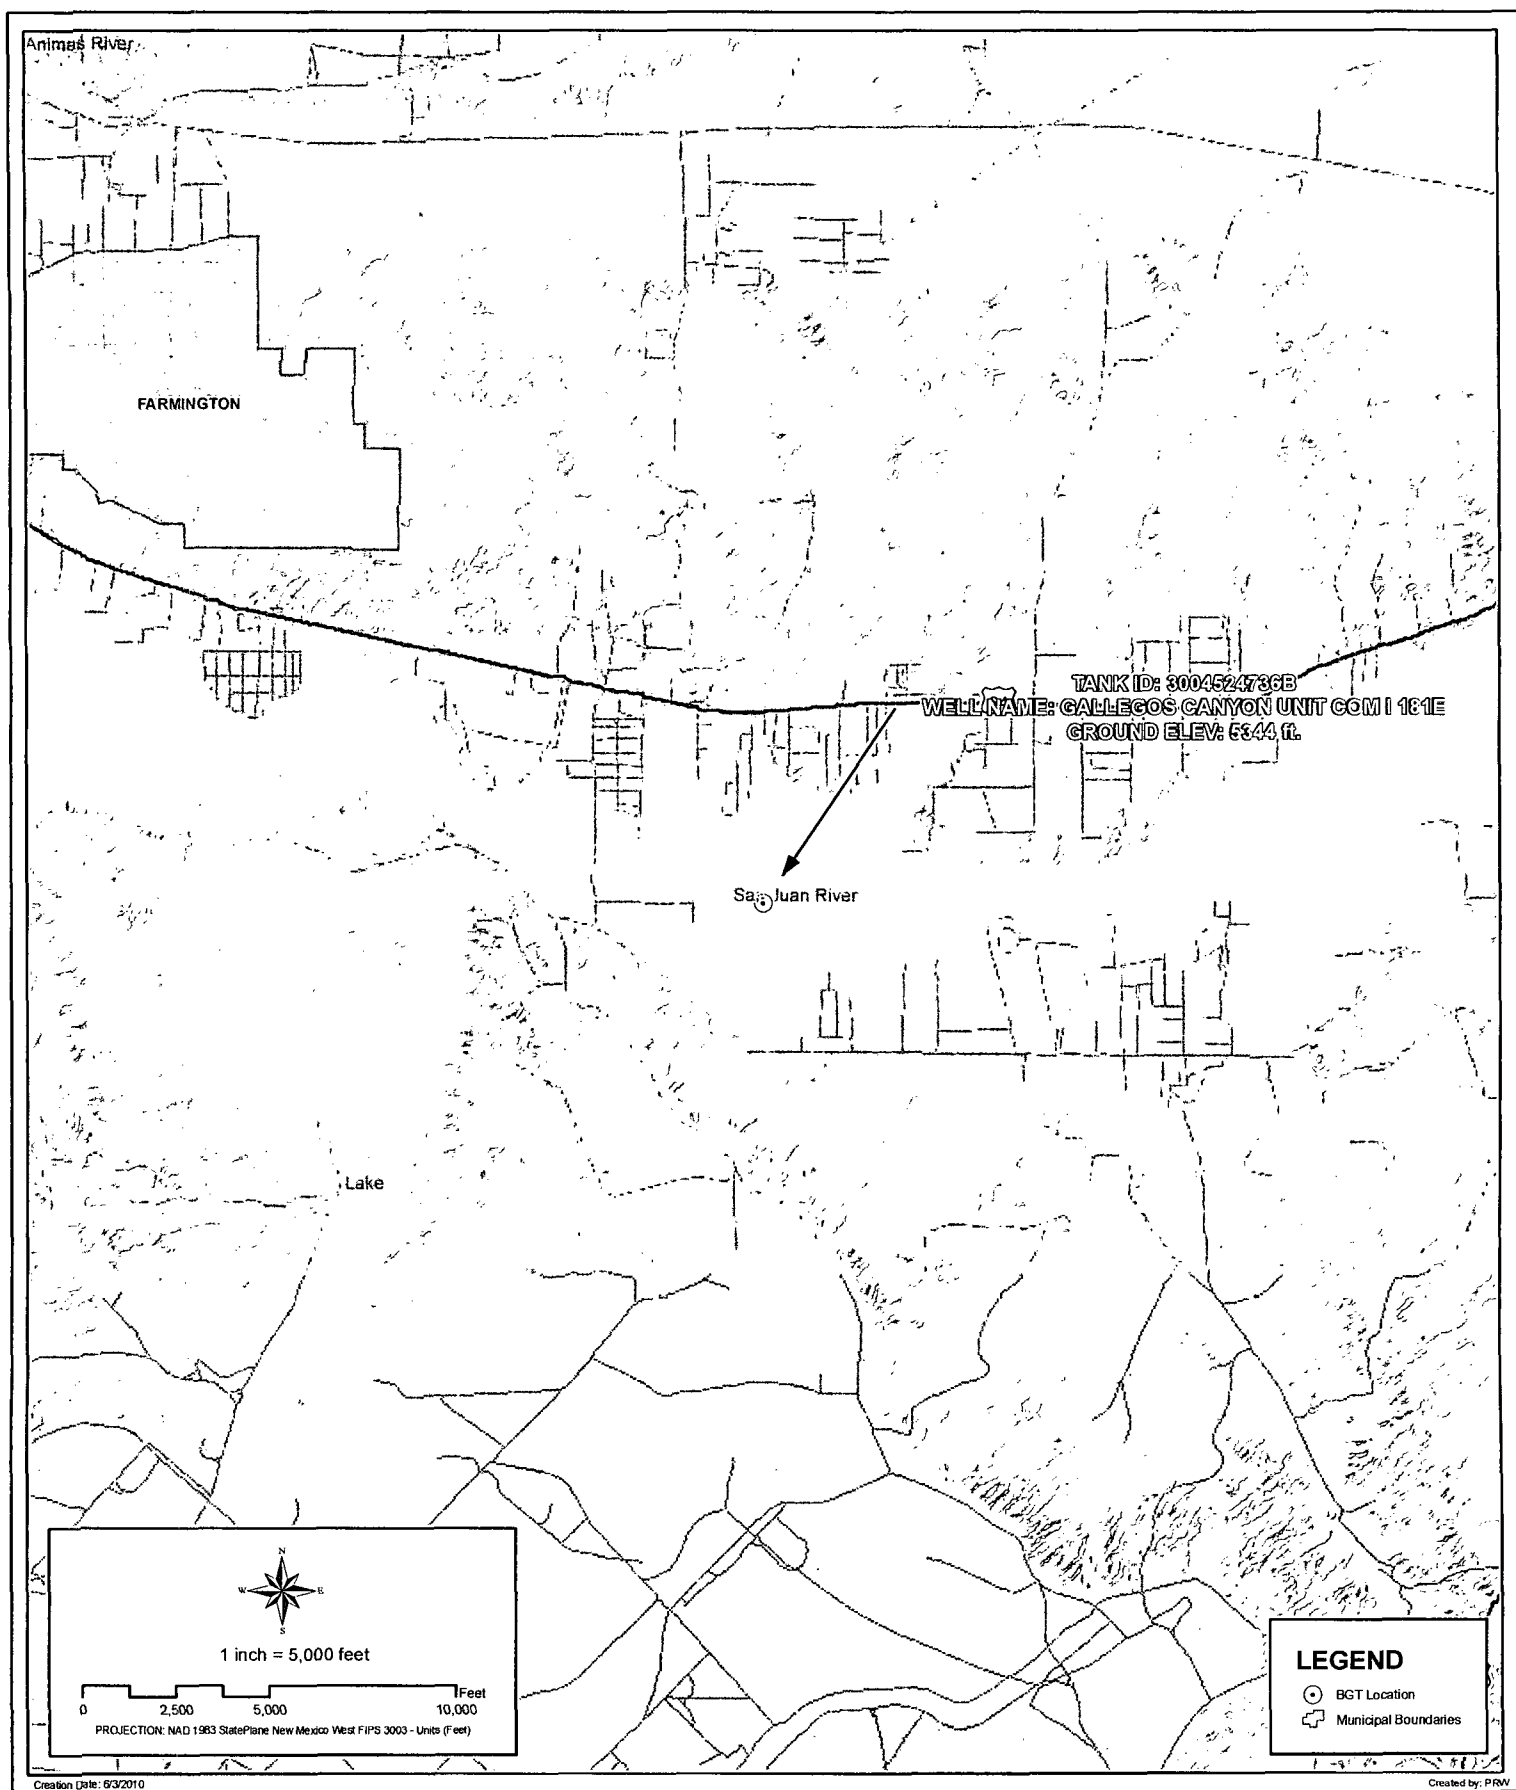 Animas River
FARMINGTON
TANK ID: 3004524736B
WELL NAME: GALLEGOS CANYON UNIT COM I 181E
GROUND ELEV: 5344 ft.
San Juan River
Lake
N
W E
S
1 inch = 5,000 feet
Feet
0 2,500 5,000 10,000
PROJECTION: NAD 1983 StatePlane New Mexico West FIPS 3003 - Units (Feet)
LEGEND
BGT Location
Municipal Boundaries
Creation Date: 6/3/2010
Created by: PRW